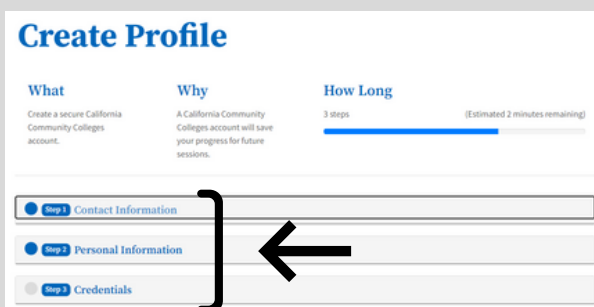 Create Profile
What
Create a secure California
Community Colleges
account.
Why
A California Community
Colleges account will save
your progress for future
sessions.
How Long
3 steps (Estimated 2 minutes remaining)
Step 1 Contact Information
Step 2 Personal Information
Step 3 Credentials